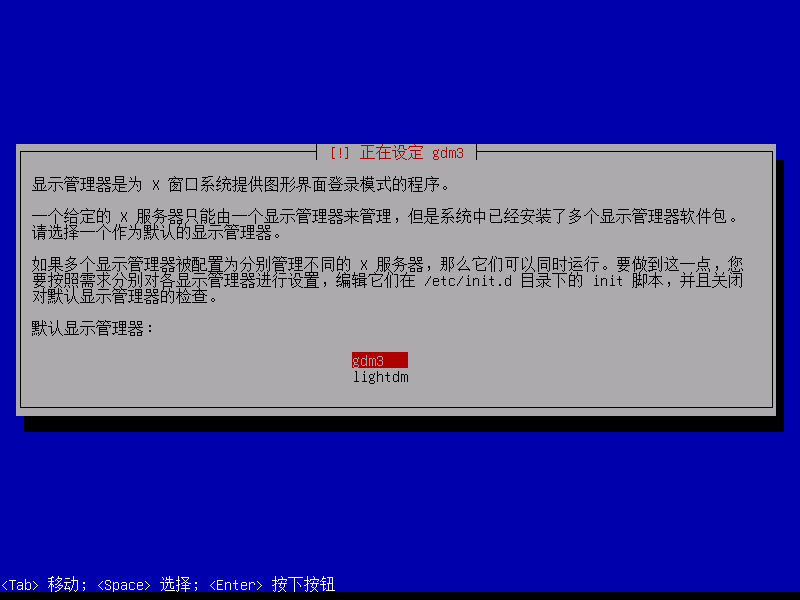 [!] 正在设定 gdm3
显示管理器是为 X 窗口系统提供图形界面登录模式的程序。
一个给定的 X 服务器只能由一个显示管理器来管理，但是系统中已经安装了多个显示管理器软件包。
请选择一个作为默认的显示管理器。
如果多个显示管理器被配置为分别管理不同的 X 服务器，那么它们可以同时运行。要做到这一点，您
要按照需求分别对各显示管理器进行设置，编辑它们在 /etc/init.d 目录下的 init 脚本，并且关闭
对默认显示管理器的检查。
默认显示管理器：
gdm3
lightdm
<Tab> 移动；<Space> 选择；<Enter> 按下按钮